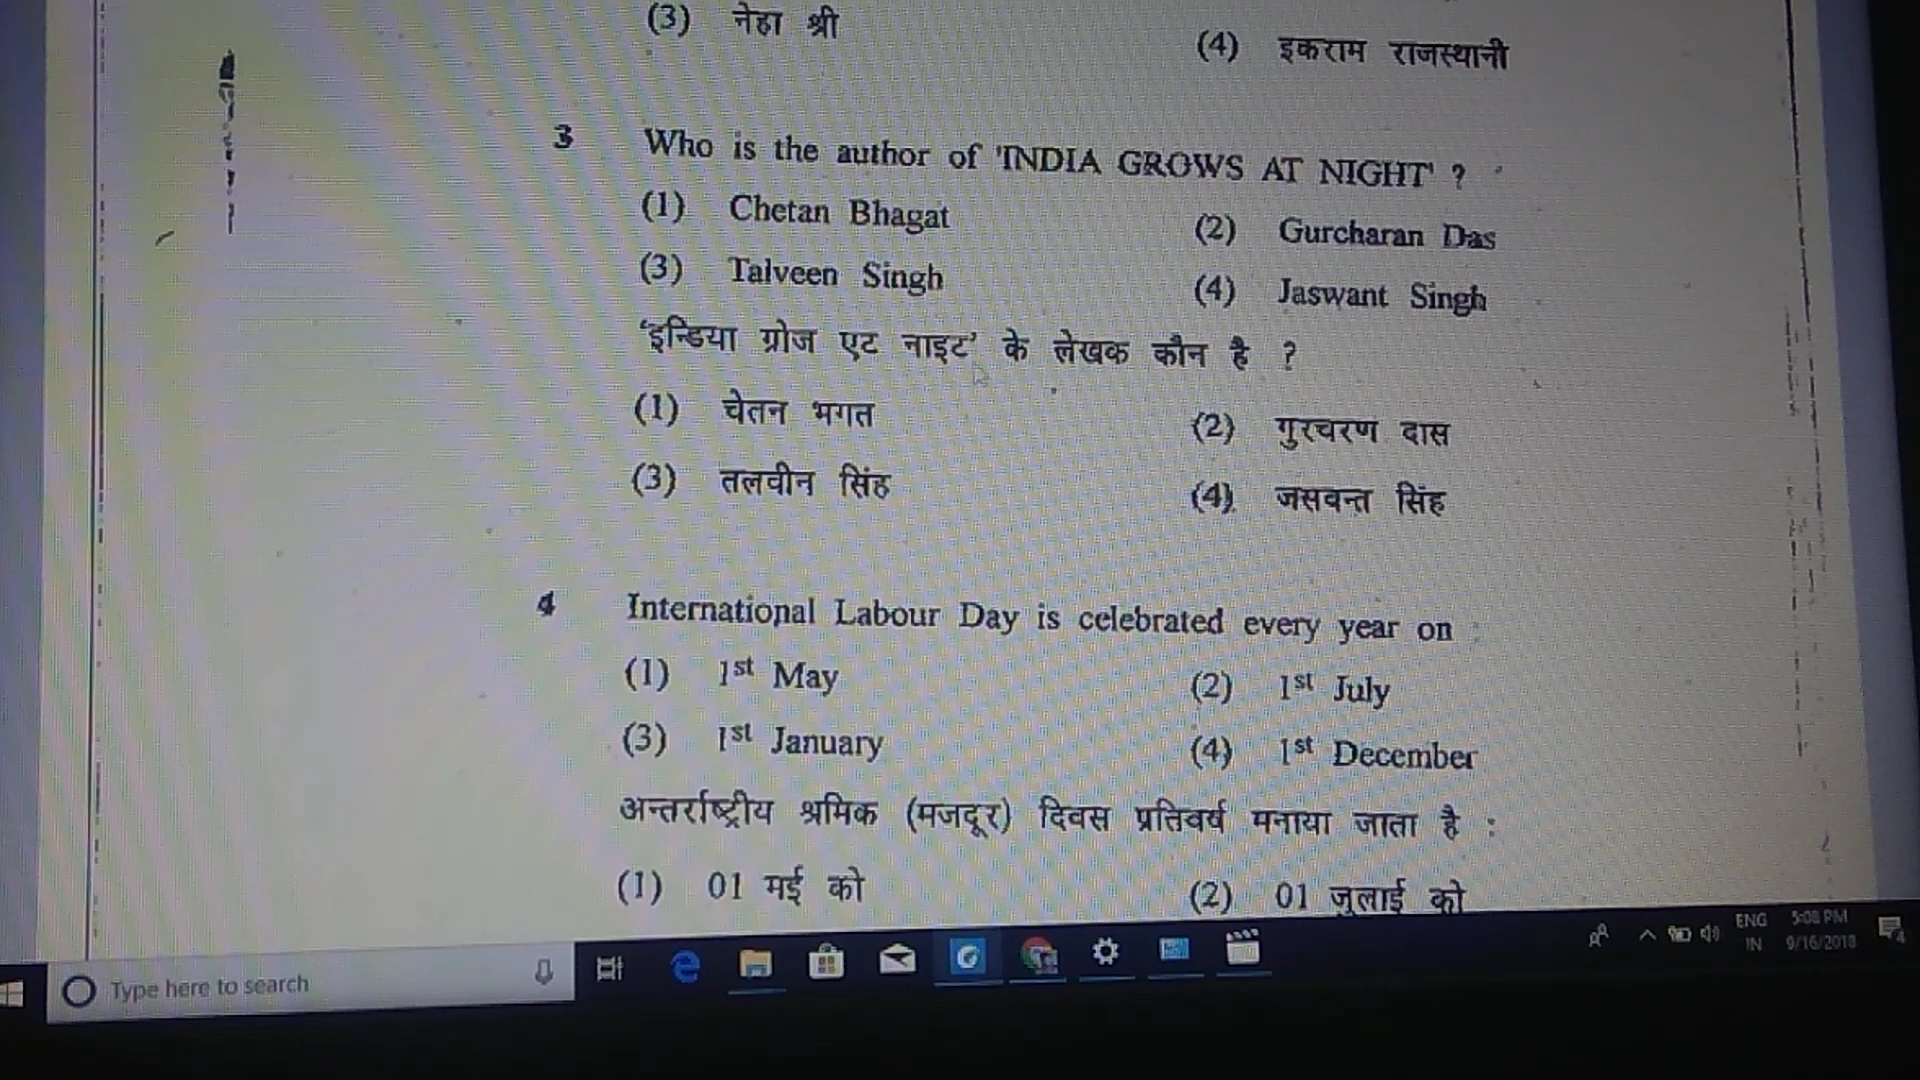 (3) नेहा श्री (4) इकराम राजस्थानी
3 Who is the author of 'INDIA GROWS AT NIGHT' ?
(1) Chetan Bhagat (2) Gurcharan Das
(3) Talveen Singh (4) Jaswant Singh
‘इन्डिया ग्रोज एट नाइट’ के लेखक कौन है ?
(1) चेतन भगत (2) गुरचरण दास
(3) तलवीन सिंह (4) जसवन्त सिंह
4 International Labour Day is celebrated every year on :
(1) 1st May (2) 1st July
(3) 1st January (4) 1st December
अन्तर्राष्ट्रीय श्रमिक (मजदूर) दिवस प्रतिवर्ष मनाया जाता है :
(1) 01 मई को (2) 01 जुलाई को
Type here to search
ENG 5:08 PM
IN 9/16/2018